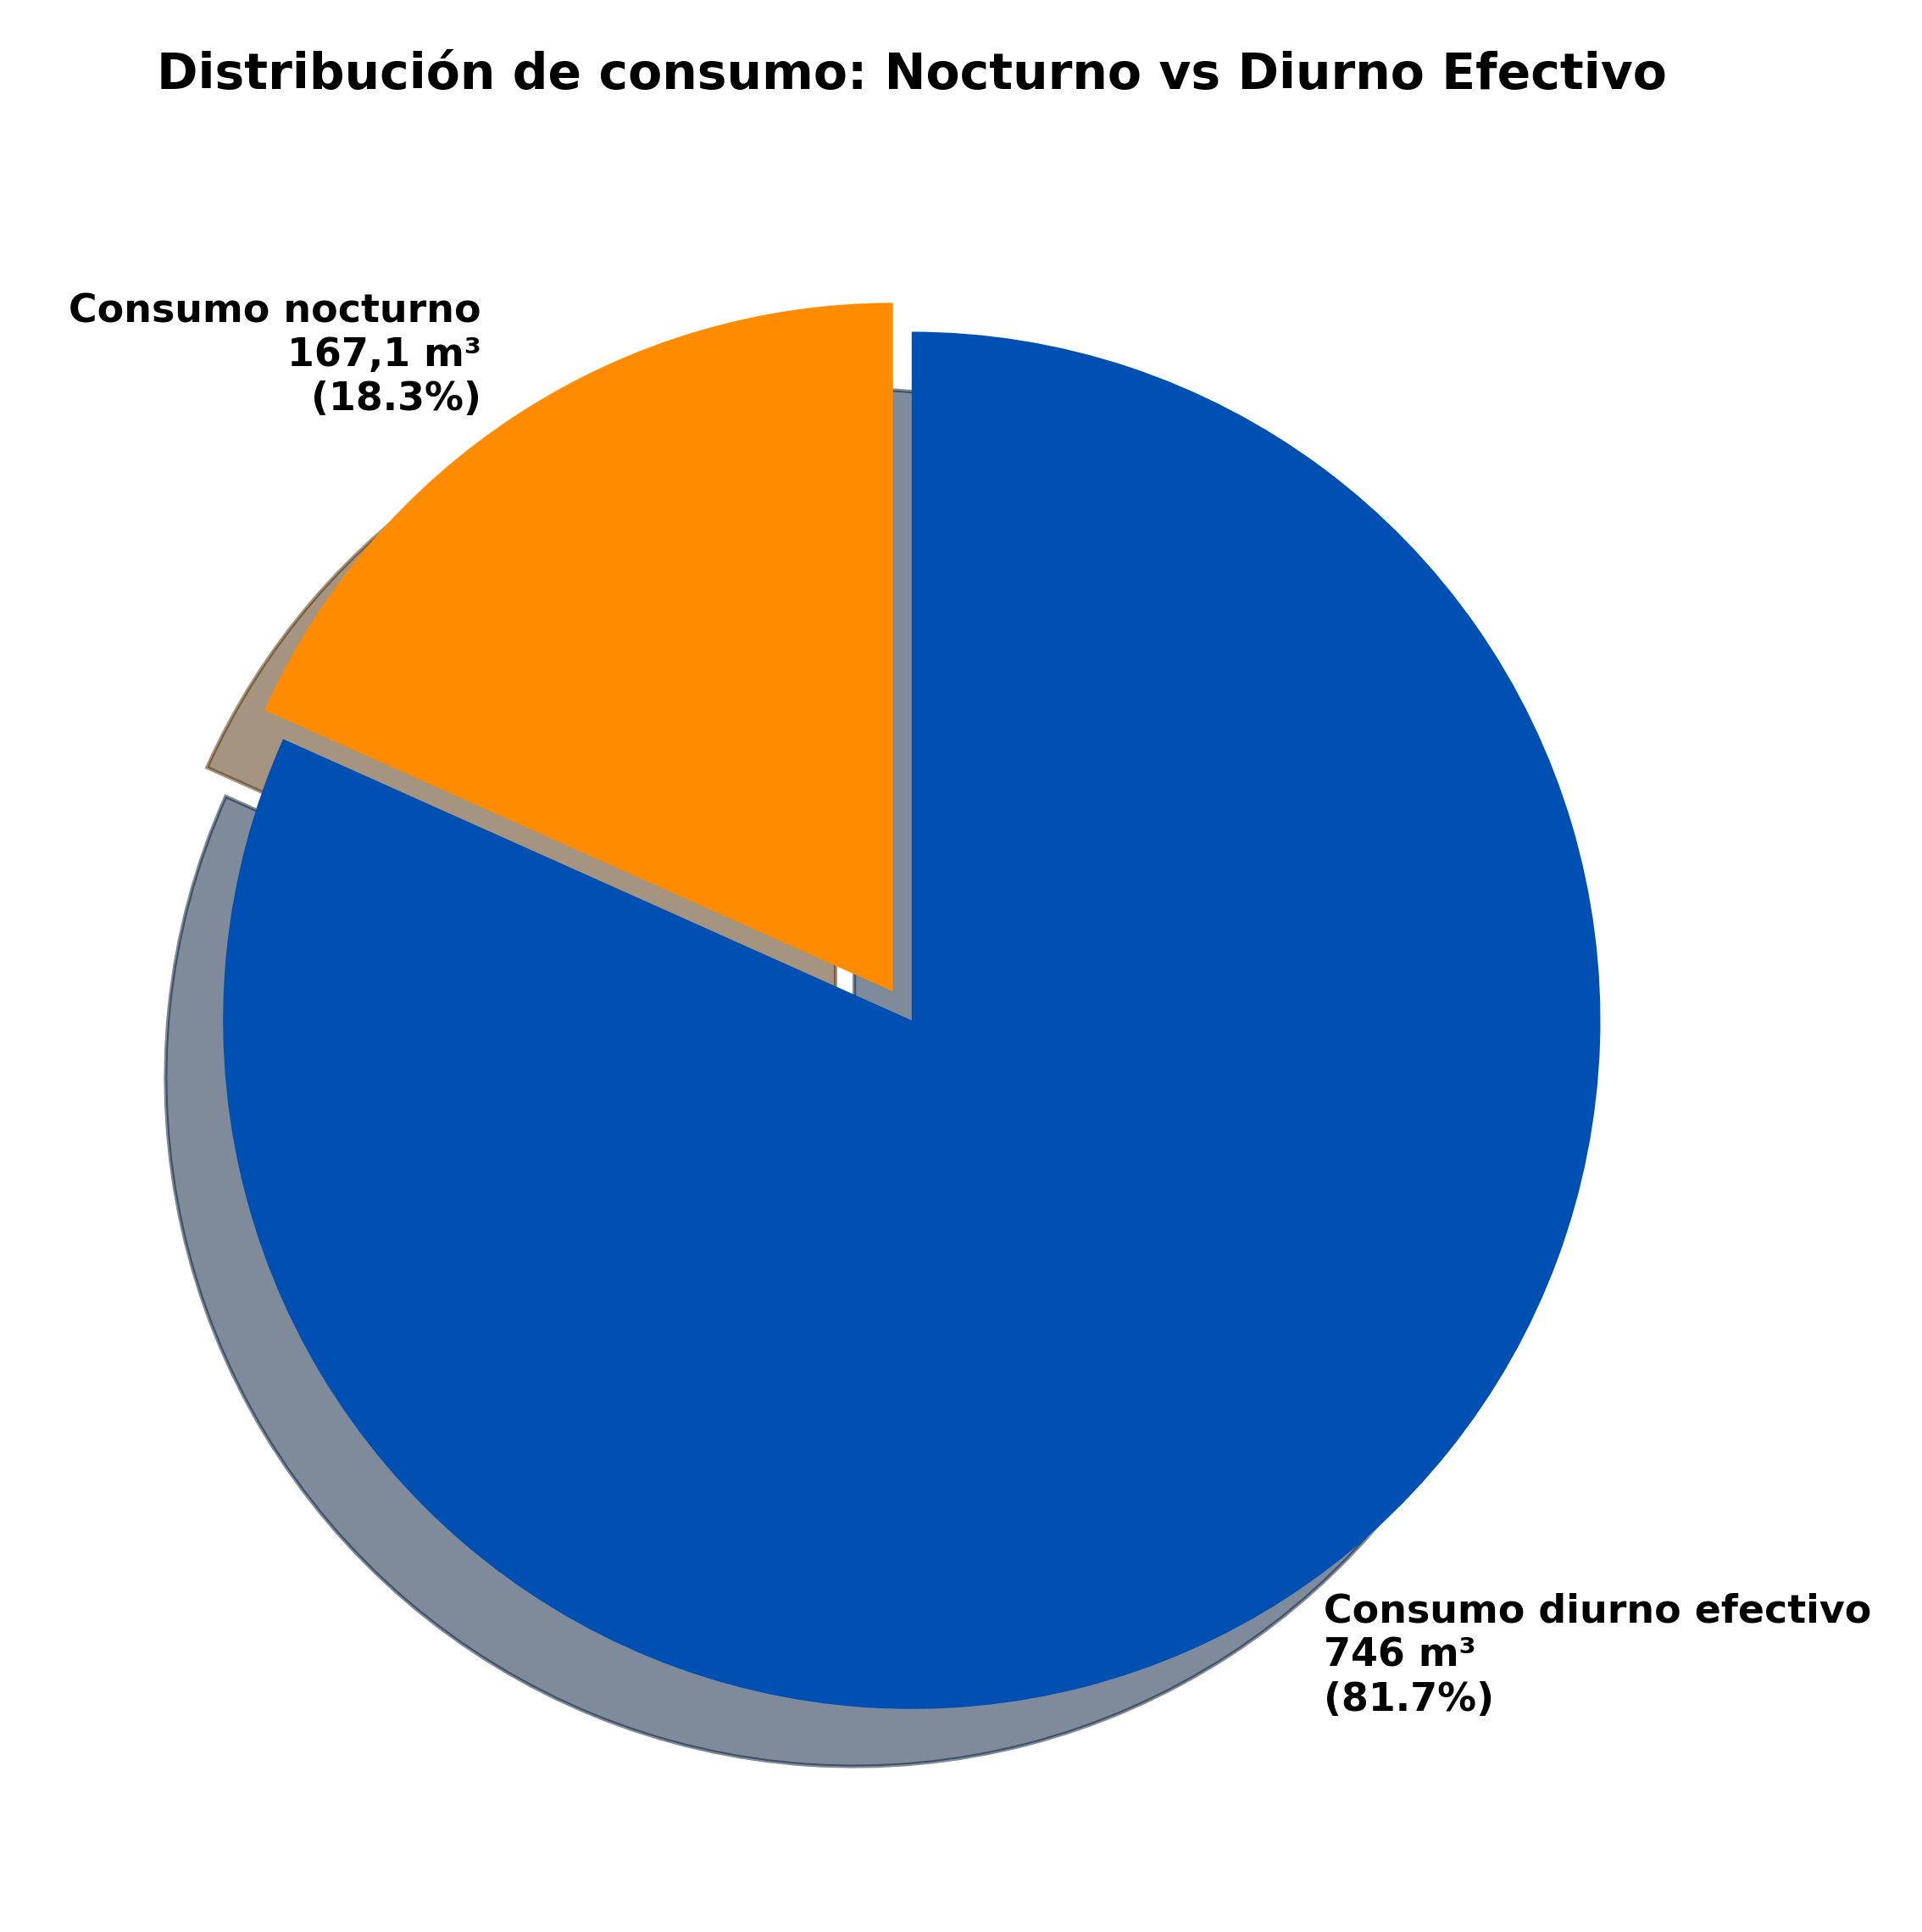 Distribución de consumo: Nocturno vs Diurno Efectivo
Consumo nocturno
167,1 m³
(18.3%)
Consumo diurno efectivo
746 m³
(81.7%)